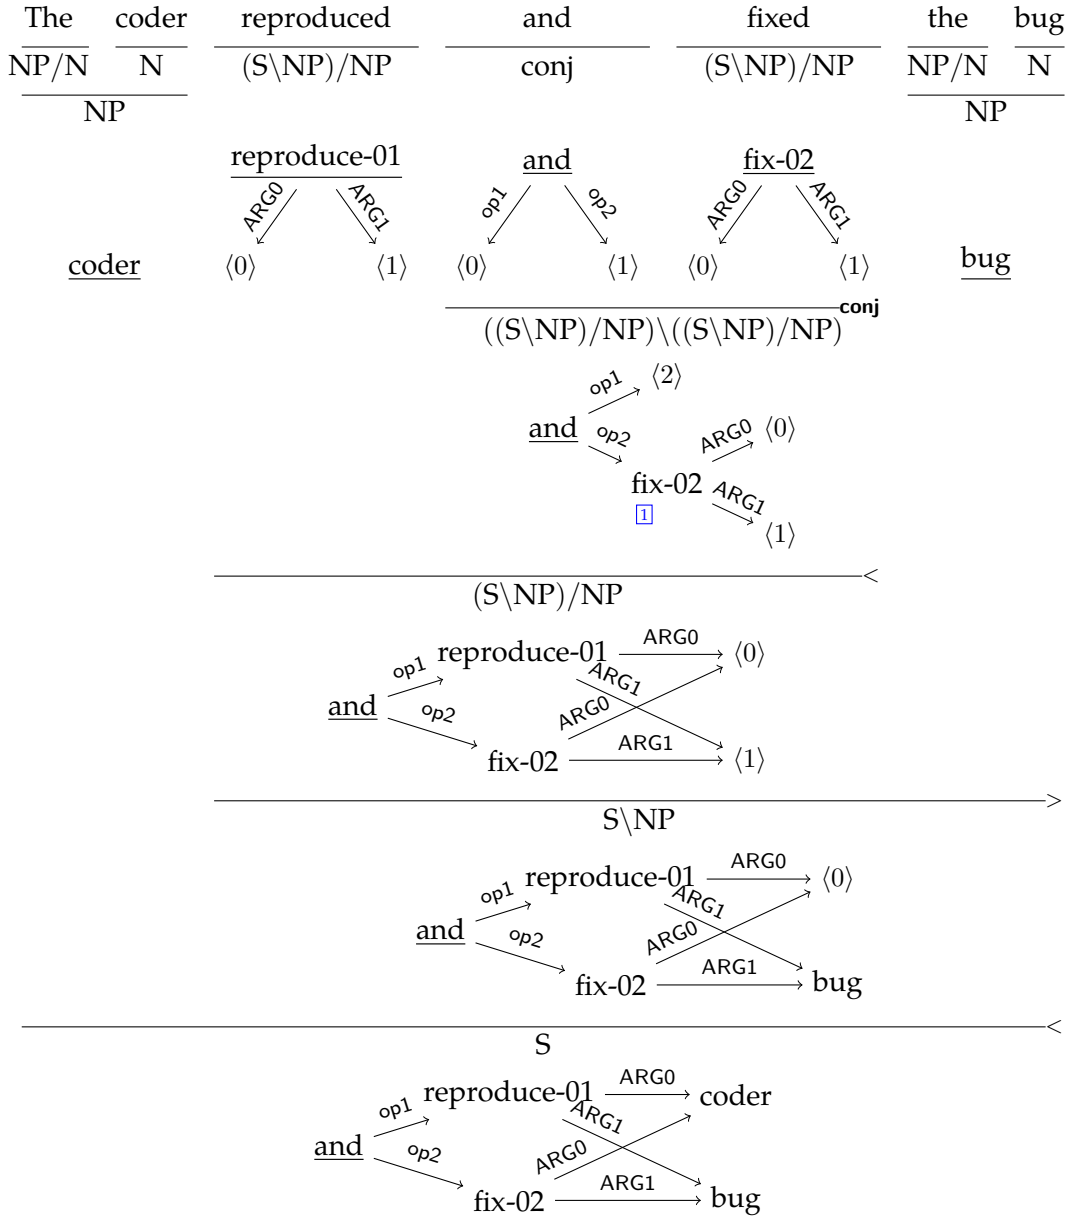 The coder reproduced and fixed the bug
NP/N N (S\NP)/NP conj (S\NP)/NP NP/N N
NP NP
reproduce-01 and fix-02
ARG0 ARG1 op1 op2 ARG0 ARG1
coder ⟨0⟩ ⟨1⟩ ⟨0⟩ ⟨1⟩ ⟨0⟩ ⟨1⟩ bug
conj
((S\NP)/NP)\((S\NP)/NP)
op1 ⟨2⟩
and op2 ARG0 ⟨0⟩
fix-02 ARG1
1
⟨1⟩
<
(S\NP)/NP
reproduce-01 ARG0 ⟨0⟩
op1 ARG1
and op2 ARG0
fix-02 ARG1 ⟨1⟩
>
S\NP
reproduce-01 ARG0 ⟨0⟩
op1 ARG1
and op2 ARG0
fix-02 ARG1 bug
<
S
reproduce-01 ARG0 coder
op1 ARG1
and op2 ARG0
fix-02 ARG1 bug